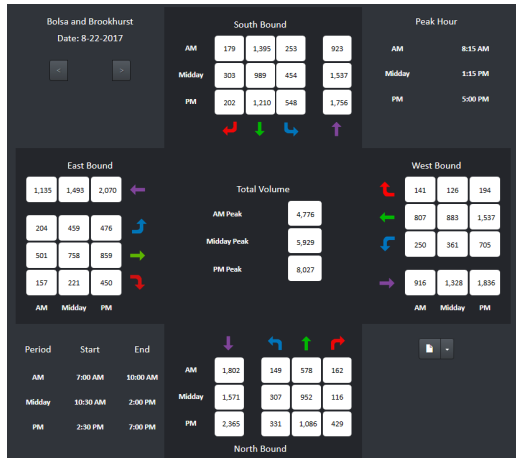 Bolsa and Brookhurst
Date: 8-22-2017
< >
South Bound
AM 179 1,395 253 923
Midday 303 989 454 1,537
PM 202 1,210 548 1,756
Peak Hour
AM 8:15 AM
Midday 1:15 PM
PM 5:00 PM
East Bound
1,135 1,493 2,070
204 459 476
501 758 859
157 221 450
AM Midday PM
Total Volume
AM Peak 4,776
Midday Peak 5,929
PM Peak 8,027
West Bound
141 126 194
807 883 1,537
250 361 705
916 1,328 1,836
AM Midday PM
Period Start End
AM 7:00 AM 10:00 AM
Midday 10:30 AM 2:00 PM
PM 2:30 PM 7:00 PM
AM 1,802 149 578 162
Midday 1,571 307 952 116
PM 2,365 331 1,086 429
North Bound